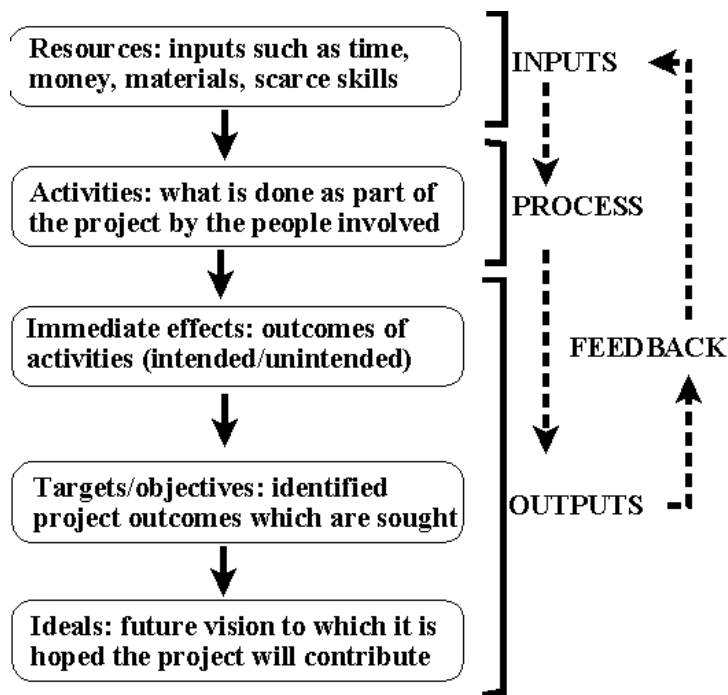 Resources: inputs such as time,
money, materials, scarce skills
INPUTS
Activities: what is done as part of
the project by the people involved
PROCESS
Immediate effects: outcomes of
activities (intended/unintended)
FEEDBACK
Targets/objectives: identified
project outcomes which are sought
OUTPUTS
Ideals: future vision to which it is
hoped the project will contribute